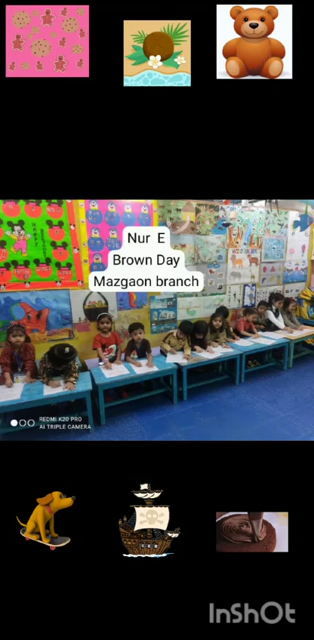 Nur E
Brown Day
Mazgaon branch
REDMI K20 PRO
AI TRIPLE CAMERA
InShOt